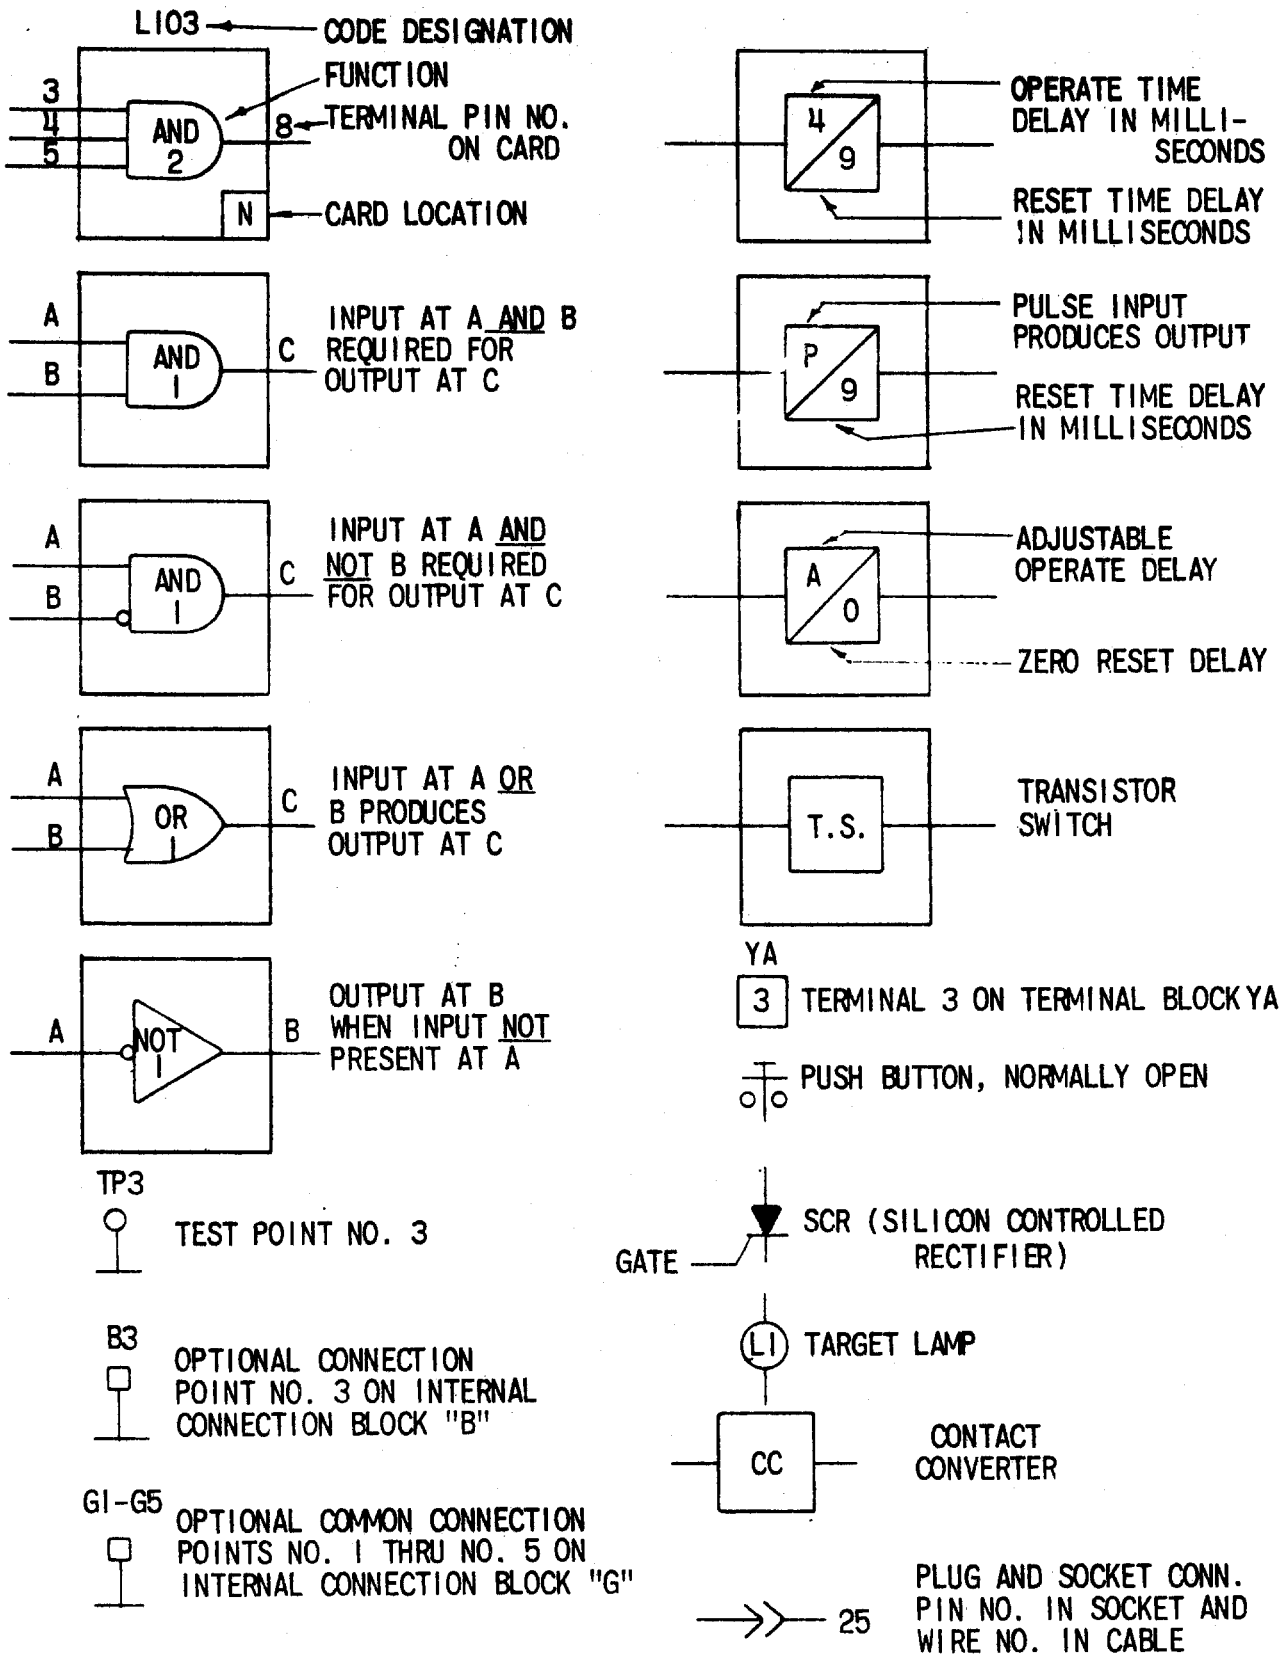 L103
CODE DESIGNATION
FUNCTION
3
4
5
AND
2
8
TERMINAL PIN NO.
ON CARD
N
CARD LOCATION
A
B
AND
1
C
INPUT AT A AND B
REQUIRED FOR
OUTPUT AT C
A
B
AND
1
C
INPUT AT A AND
NOT B REQUIRED
FOR OUTPUT AT C
A
B
OR
1
C
INPUT AT A OR
B PRODUCES
OUTPUT AT C
A
NOT
1
B
OUTPUT AT B
WHEN INPUT NOT
PRESENT AT A
TP3
TEST POINT NO. 3
B3
OPTIONAL CONNECTION
POINT NO. 3 ON INTERNAL
CONNECTION BLOCK "B"
G1-G5
OPTIONAL COMMON CONNECTION
POINTS NO. 1 THRU NO. 5 ON
INTERNAL CONNECTION BLOCK "G"
4
9
OPERATE TIME
DELAY IN MILLI-
SECONDS
RESET TIME DELAY
IN MILLISECONDS
P
9
PULSE INPUT
PRODUCES OUTPUT
RESET TIME DELAY
IN MILLISECONDS
A
0
ADJUSTABLE
OPERATE DELAY
ZERO RESET DELAY
T.S.
TRANSISTOR
SWITCH
YA
3
TERMINAL 3 ON TERMINAL BLOCK YA
PUSH BUTTON, NORMALLY OPEN
GATE
SCR (SILICON CONTROLLED
RECTIFIER)
L1
TARGET LAMP
CC
CONTACT
CONVERTER
25
PLUG AND SOCKET CONN.
PIN NO. IN SOCKET AND
WIRE NO. IN CABLE